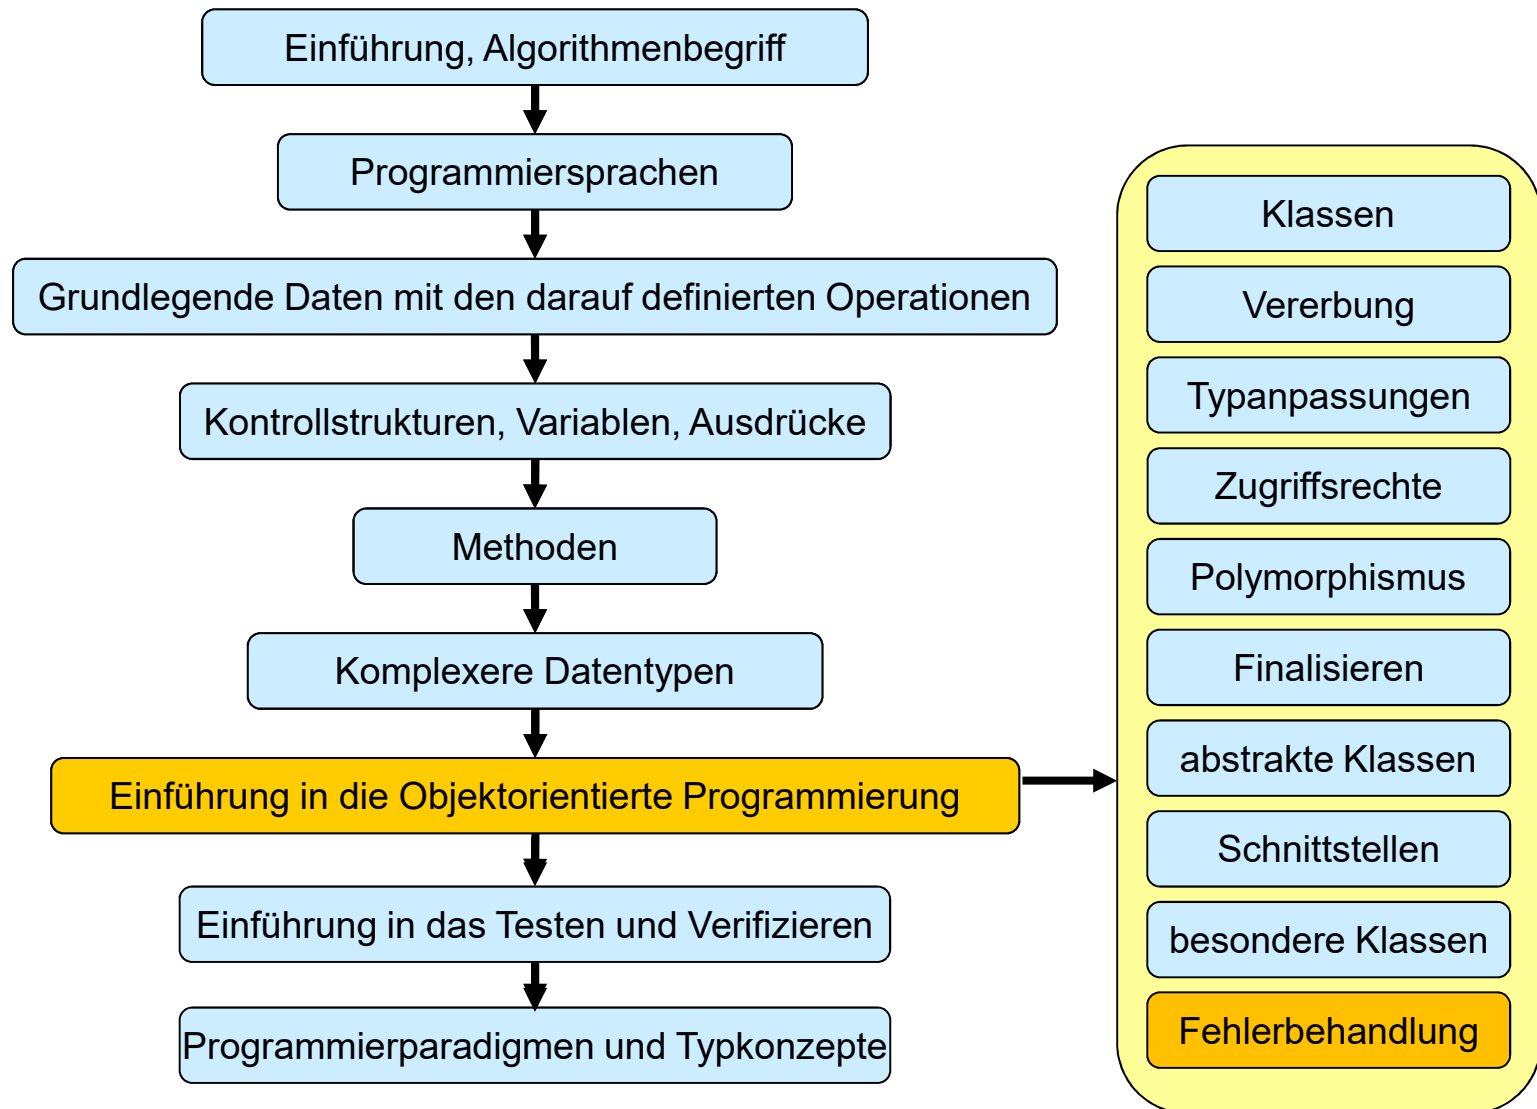 Einführung, Algorithmenbegriff
Programmiersprachen
Grundlegende Daten mit den darauf definierten Operationen
Kontrollstrukturen, Variablen, Ausdrücke
Methoden
Komplexere Datentypen
Einführung in die Objektorientierte Programmierung
Einführung in das Testen und Verifizieren
Programmierparadigmen und Typkonzepte
Klassen
Vererbung
Typanpassungen
Zugriffsrechte
Polymorphismus
Finalisieren
abstrakte Klassen
Schnittstellen
besondere Klassen
Fehlerbehandlung